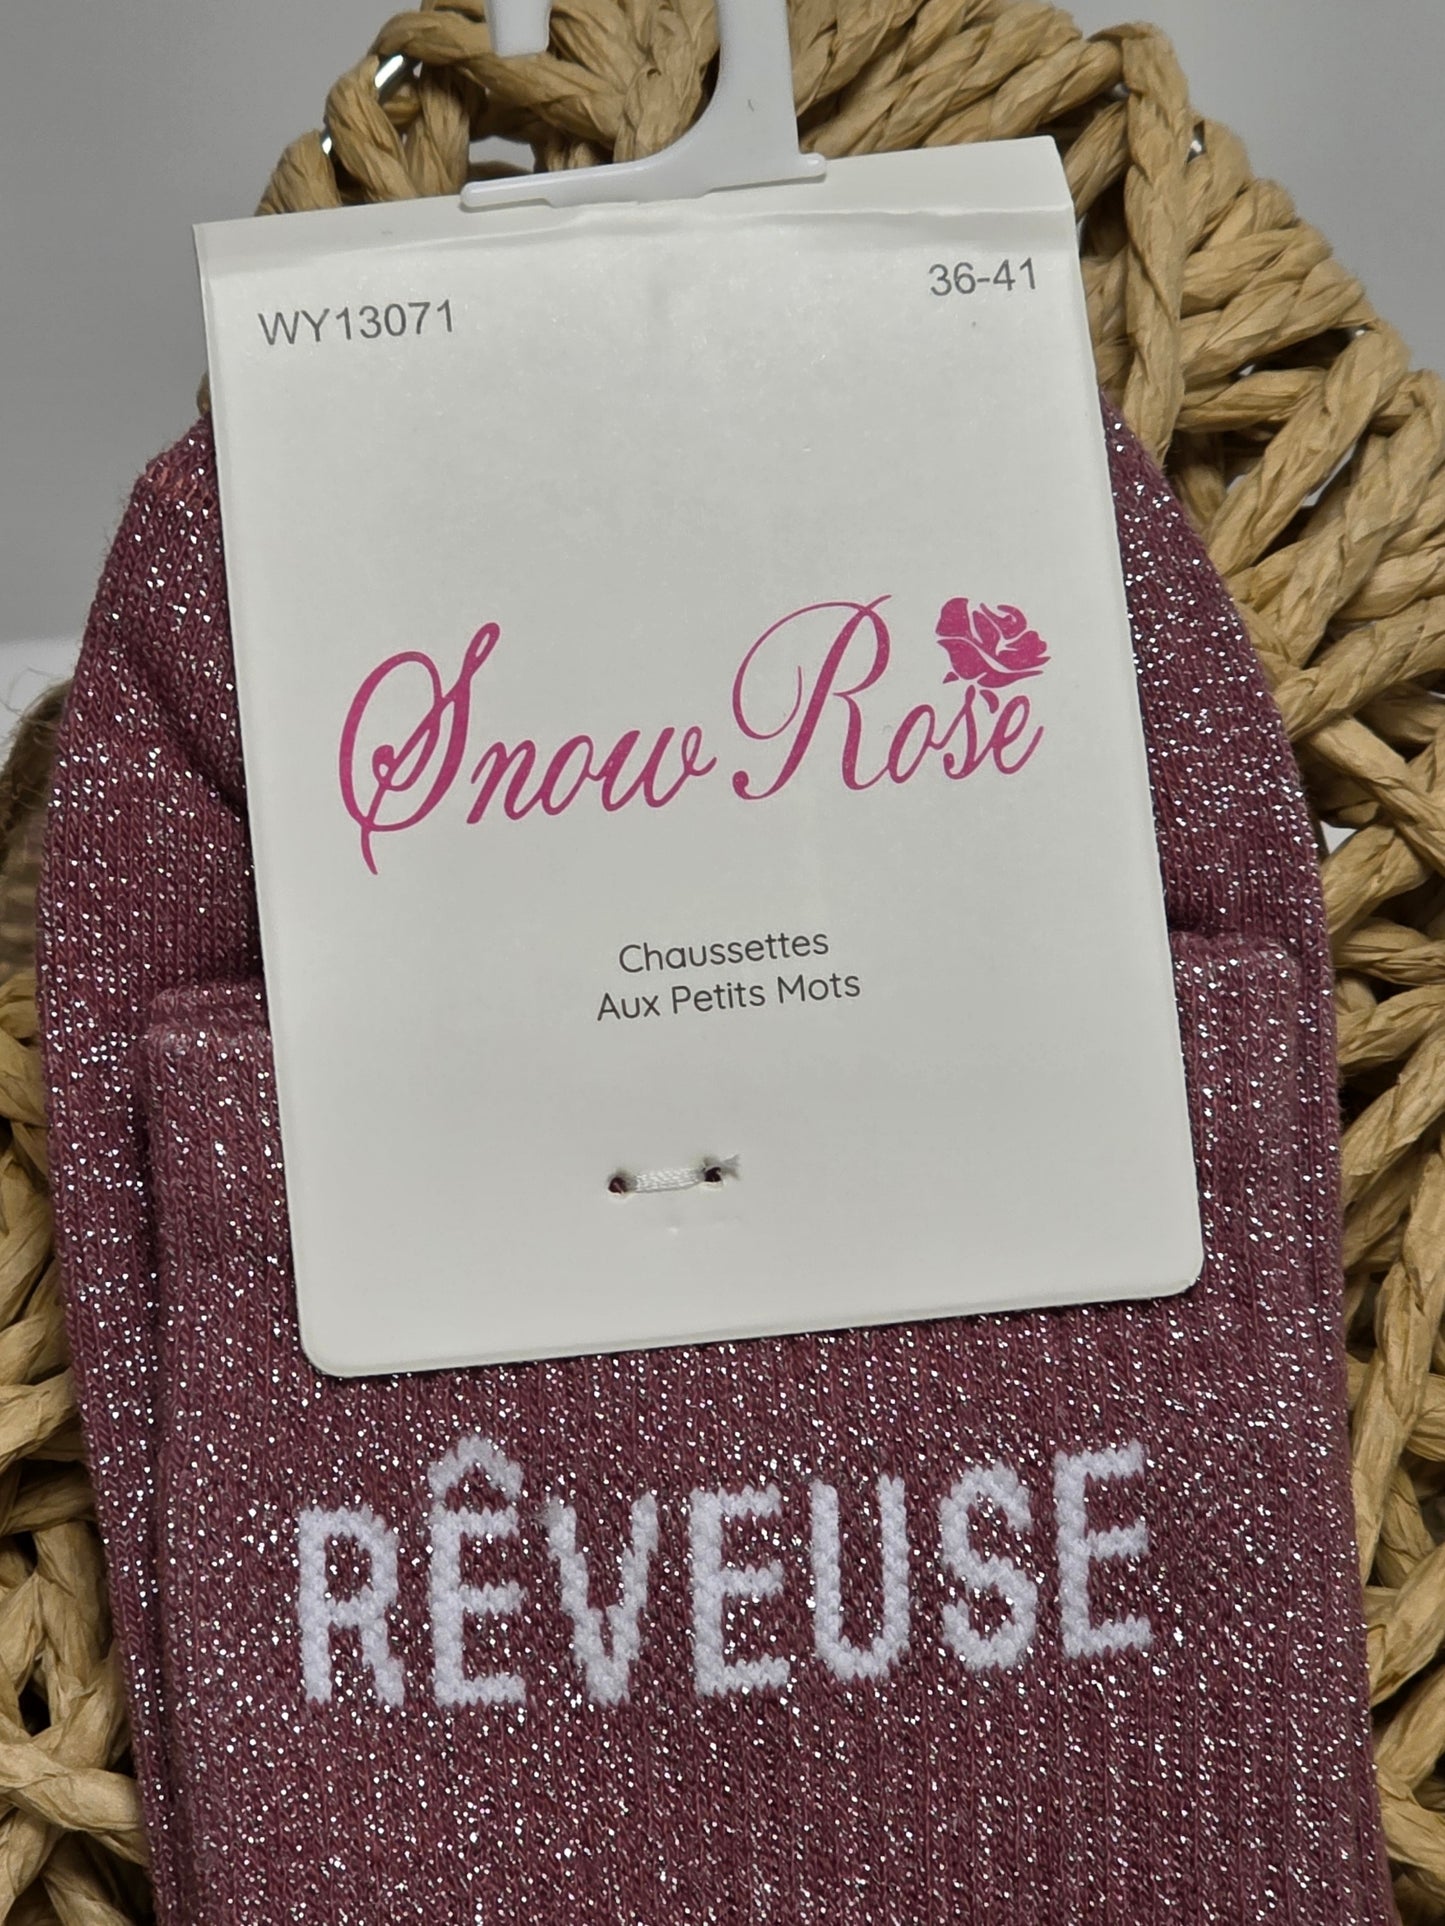 WY13071 36-41
Snow Rose
Chaussettes
Aux Petits Mots
RÊVEUSE